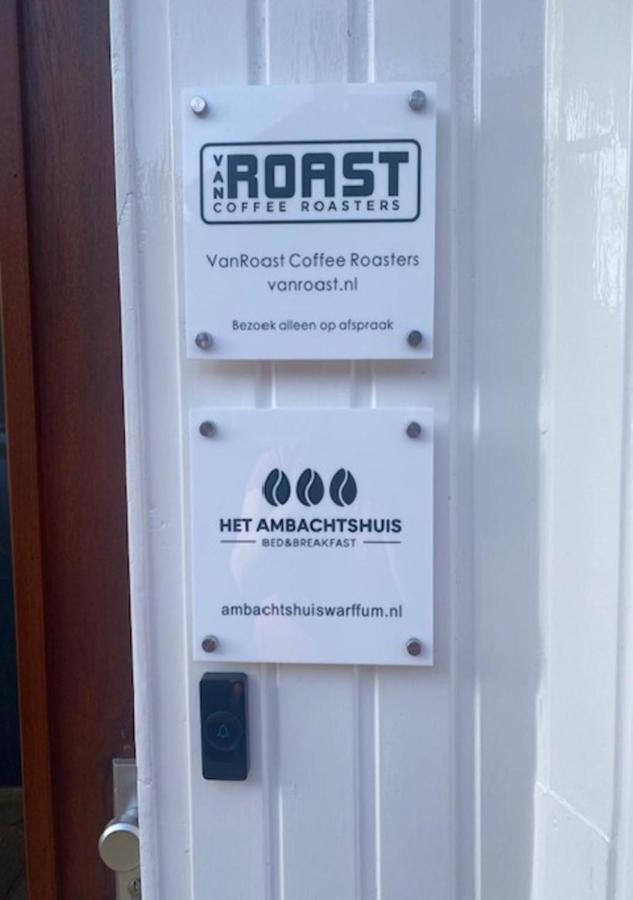 VAN ROAST
COFFEE ROASTERS
VanRoast Coffee Roasters
vanroast.nl
Bezoek alleen op afspraak
HET AMBACHTSHUIS
BED&BREAKFAST
ambachtshuiswarffum.nl